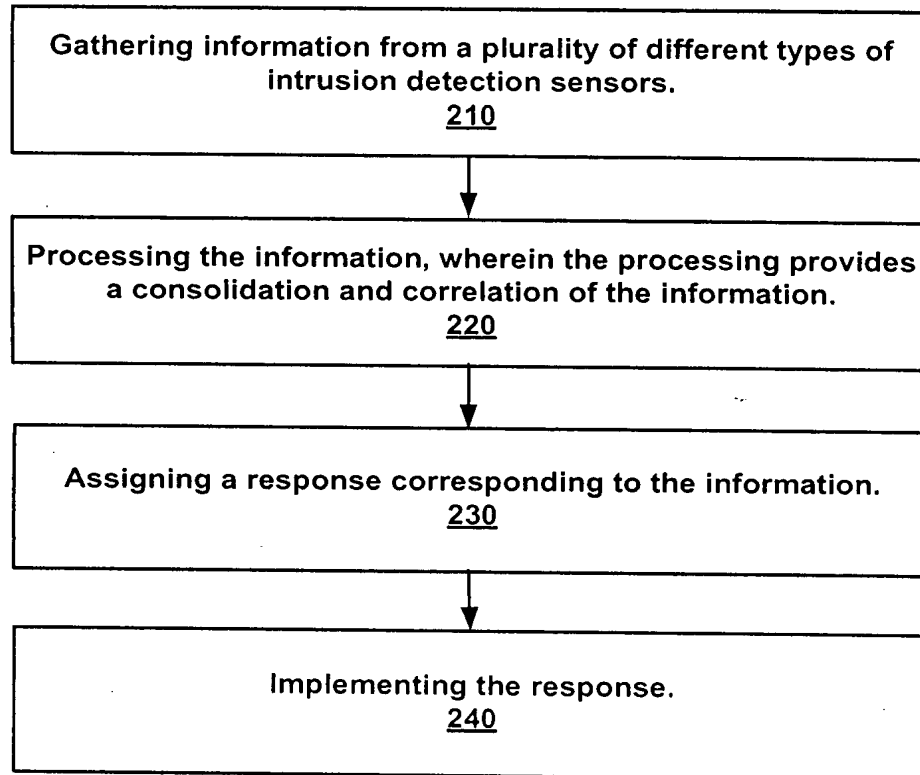 Gathering information from a plurality of different types of
intrusion detection sensors.
210
Processing the information, wherein the processing provides
a consolidation and correlation of the information.
220
Assigning a response corresponding to the information.
230
Implementing the response.
240